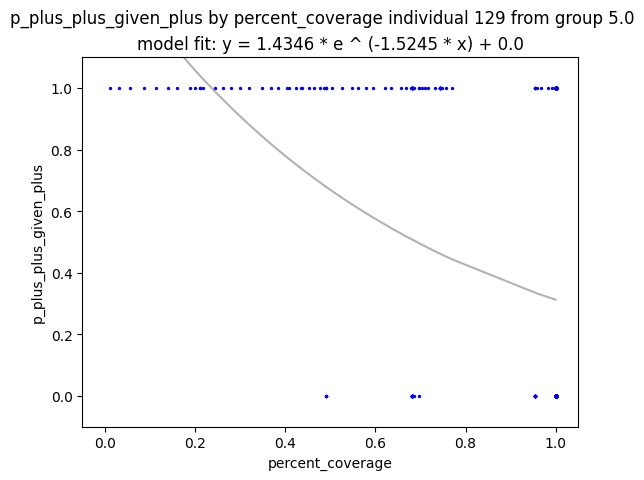 p_plus_plus_given_plus by percent_coverage individual 129 from group 5.0
model fit: y = 1.4346 * e ^ (-1.5245 * x) + 0.0
1.0
0.8
0.6
0.4
0.2
0.0
p_plus_plus_given_plus
0.0 0.2 0.4 0.6 0.8 1.0
percent_coverage